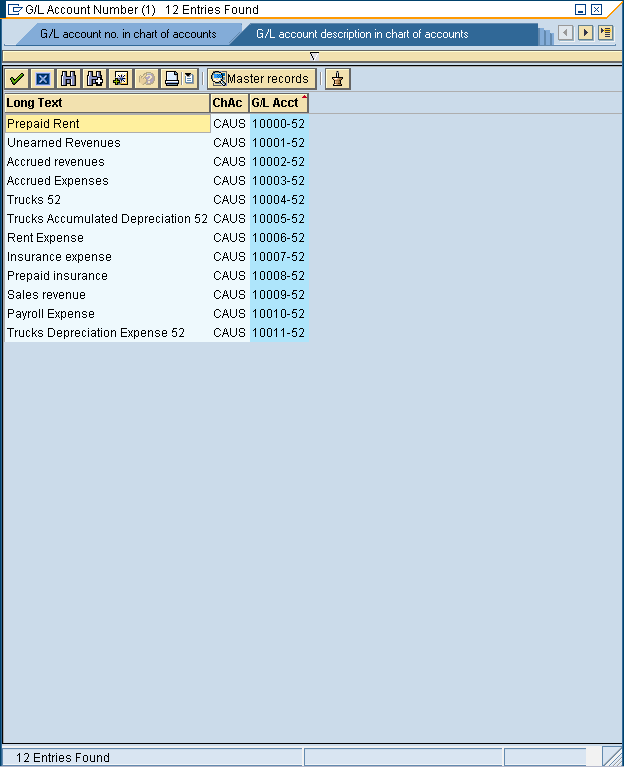 G/L Account Number (1) 12 Entries Found
G/L account no. in chart of accounts G/L account description in chart of accounts
Master records
Long Text ChAc G/L Acct
Prepaid Rent CAUS 10000-52
Unearned Revenues CAUS 10001-52
Accrued revenues CAUS 10002-52
Accrued Expenses CAUS 10003-52
Trucks 52 CAUS 10004-52
Trucks Accumulated Depreciation 52 CAUS 10005-52
Rent Expense CAUS 10006-52
Insurance expense CAUS 10007-52
Prepaid insurance CAUS 10008-52
Sales revenue CAUS 10009-52
Payroll Expense CAUS 10010-52
Trucks Depreciation Expense 52 CAUS 10011-52
12 Entries Found